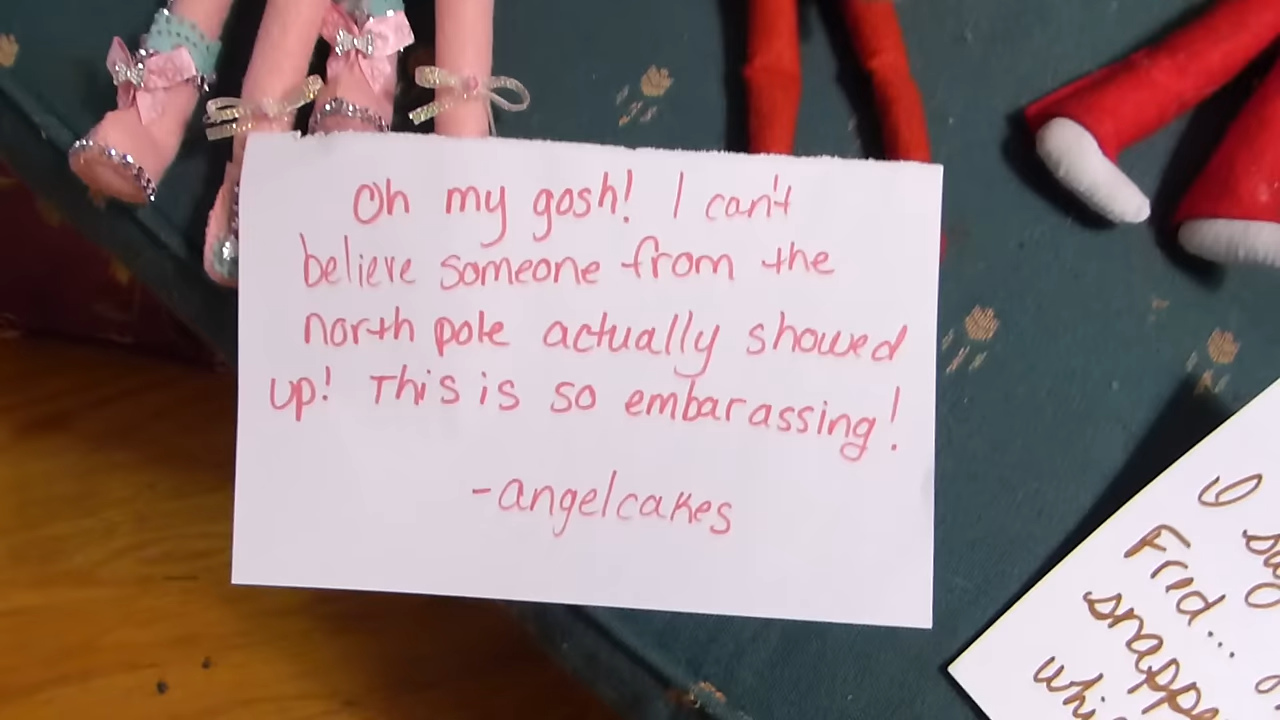 Oh my gosh! I can't
believe someone from the
north pole actually showed
up! This is so embarassing!
-angelcakes
Fred...